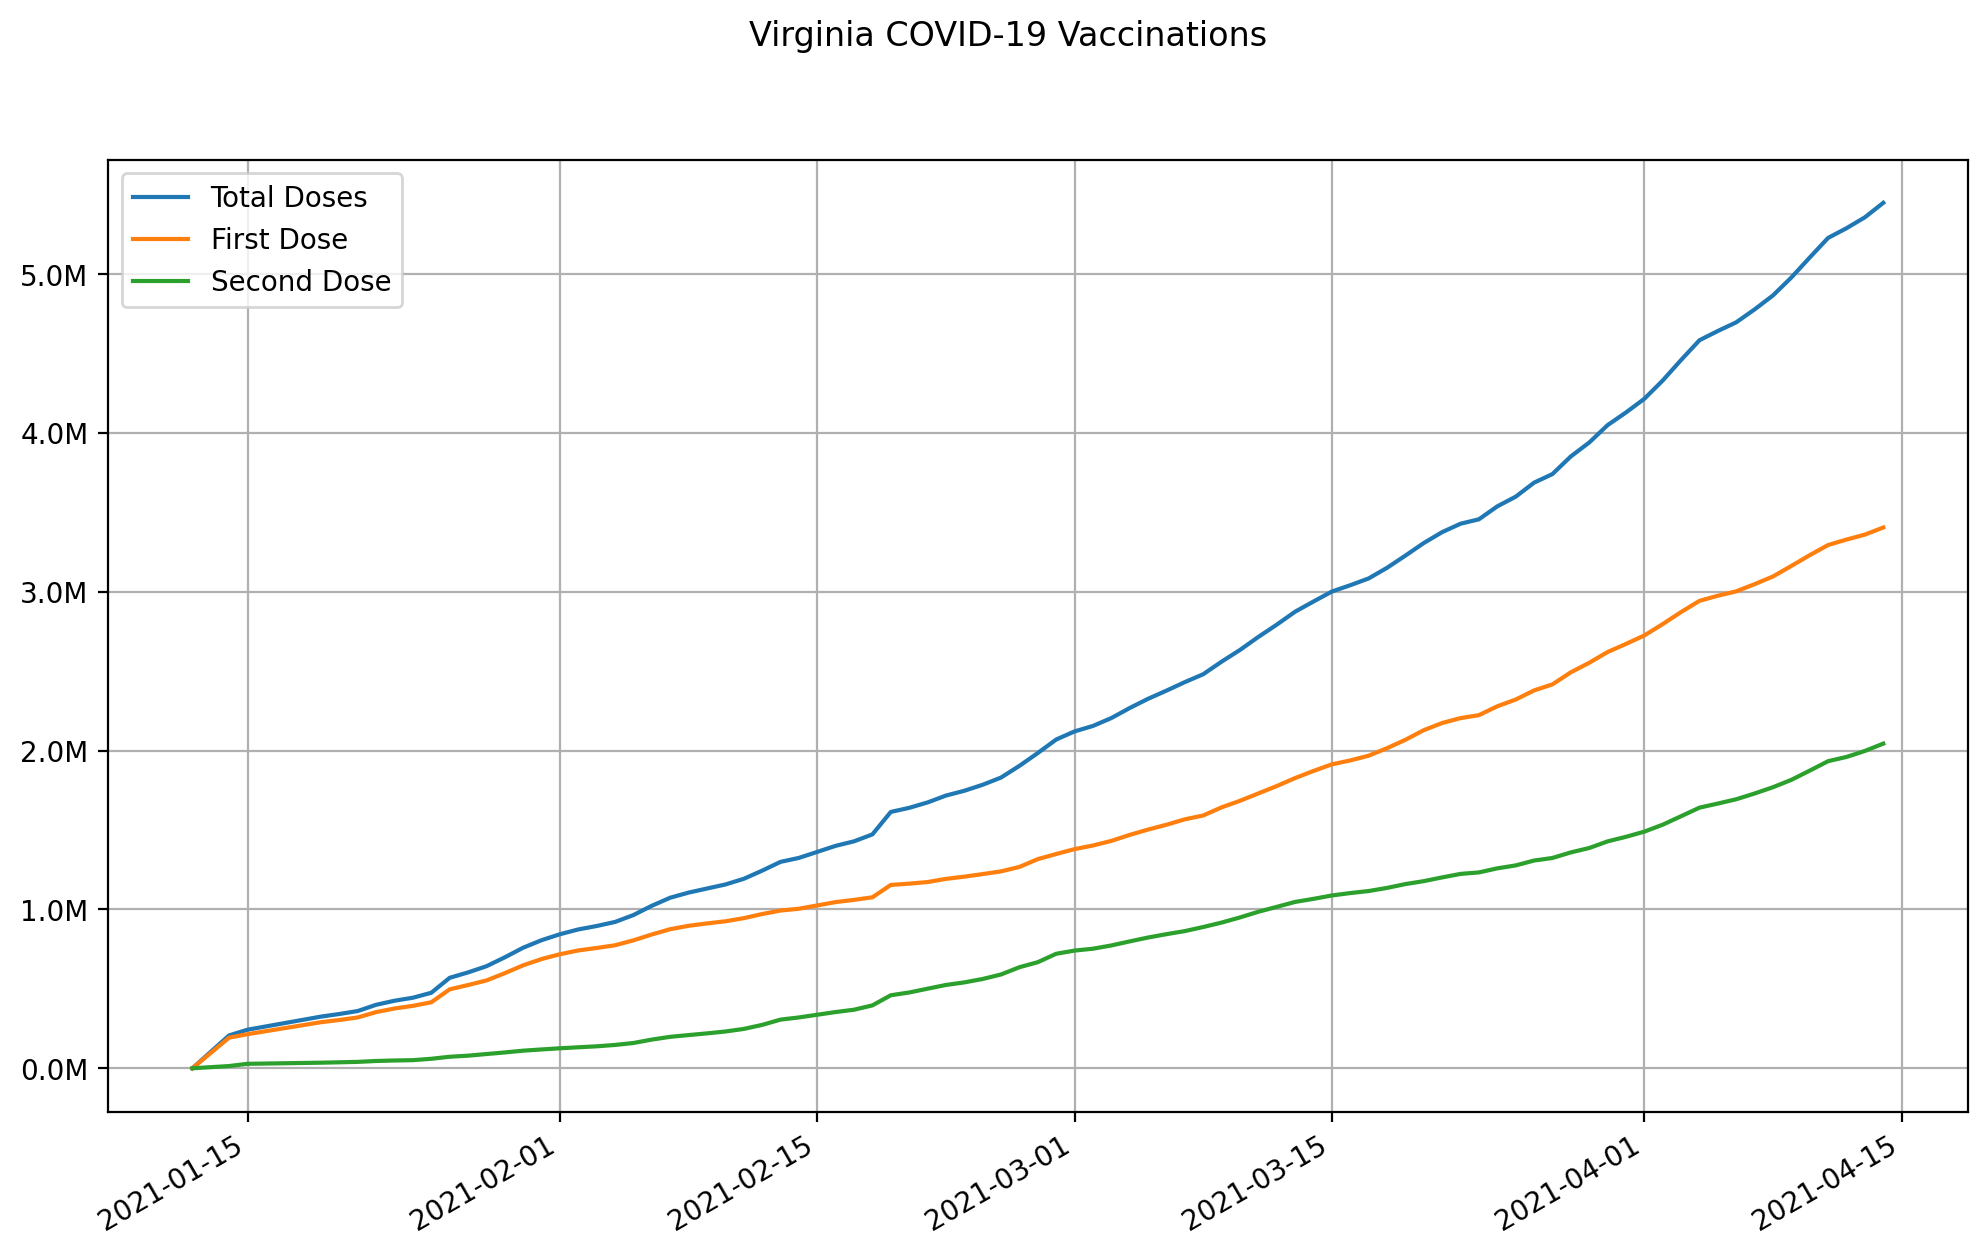 Virginia COVID-19 Vaccinations
Total Doses
First Dose
Second Dose
5.0M
4.0M
3.0M
2.0M
1.0M
0.0M
2021-01-15
2021-02-01
2021-02-15
2021-03-01
2021-03-15
2021-04-01
2021-04-15